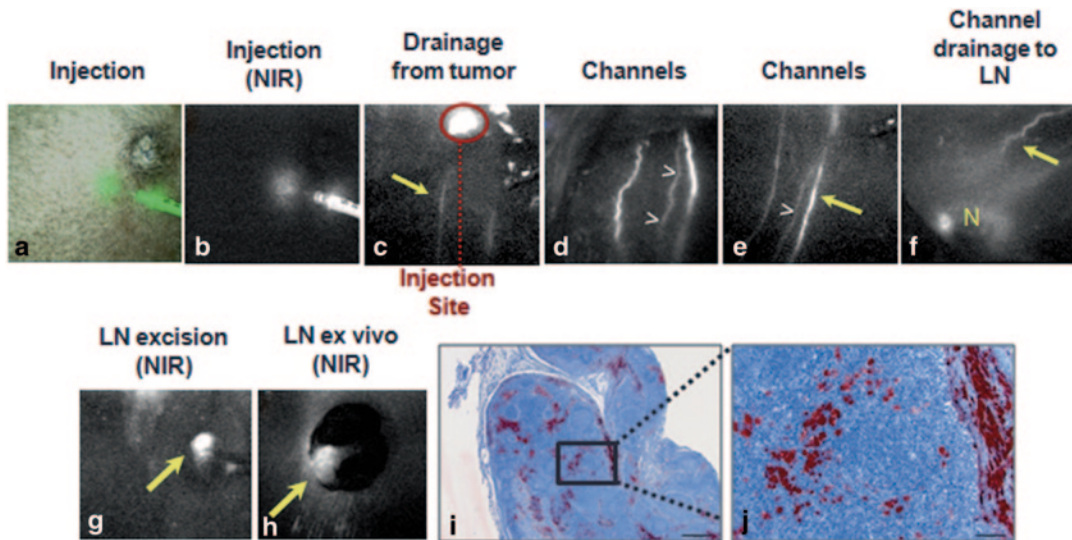 Injection
Injection
(NIR)
Drainage
from tumor
Channels
Channels
Channel
drainage to
LN
a
b
c
d
>
>
e
>
f
N
Injection
Site
LN excision
(NIR)
LN ex vivo
(NIR)
g
h
i
j